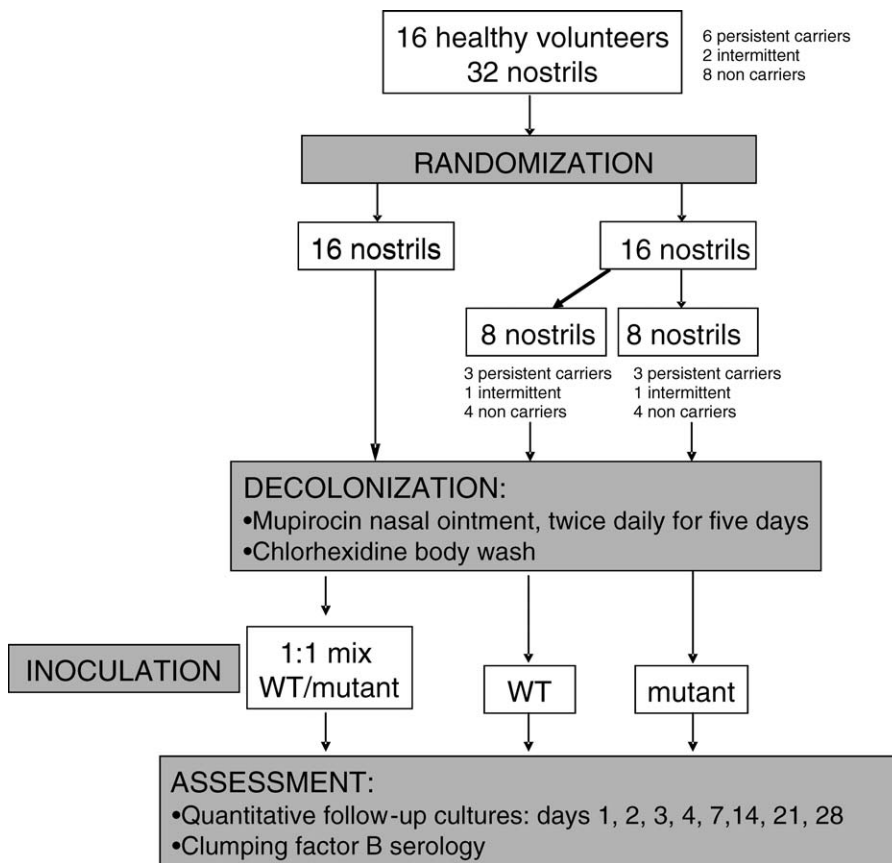 16 healthy volunteers
32 nostrils
6 persistent carriers
2 intermittent
8 non carriers
RANDOMIZATION
16 nostrils
16 nostrils
8 nostrils
8 nostrils
3 persistent carriers
1 intermittent
4 non carriers
3 persistent carriers
1 intermittent
4 non carriers
DECOLONIZATION:
•Mupirocin nasal ointment, twice daily for five days
•Chlorhexidine body wash
INOCULATION
1:1 mix
WT/mutant
WT
mutant
ASSESSMENT:
•Quantitative follow-up cultures: days 1, 2, 3, 4, 7,14, 21, 28
•Clumping factor B serology